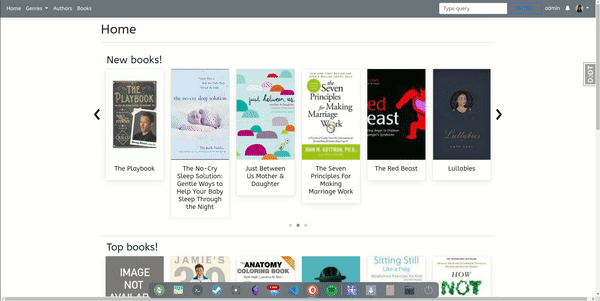 Home Genres Authors Books Type query admin
DjDT
Home
New books!
THE PLAYBOOK
the no-cry sleep solution
just between us
The Seven Principles for Making Marriage Work
JOHN M. GOTTMAN, PH.D.
red beast
Lullabies
The Playbook
The No-Cry
Sleep Solution:
Gentle Ways to
Help Your Baby
Sleep Through
the Night
Just Between
Us Mother &
Daughter
The Seven
Principles For
Making
Marriage Work
The Red Beast
Lullabies
Top books!
IMAGE NOT
JAMIE'S
ANATOMY
COLORING BOOK
Sitting Still
Like a Frog
HOW
NOT